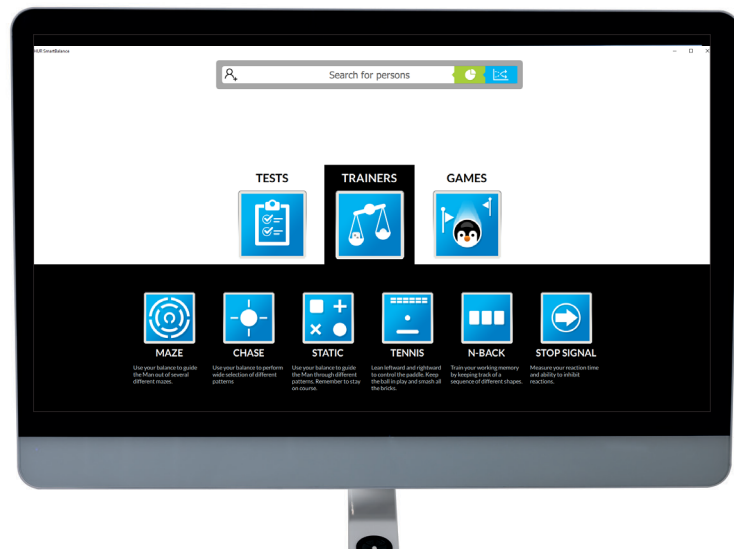 HUR SmartBalance
Search for persons
TESTS
TRAINERS
GAMES
MAZE
Use your balance to guide
the Man out of several
different mazes.
CHASE
Use your balance to perform
wide selection of different
patterns
STATIC
Use your balance to guide
the Man through different
patterns. Remember to stay
on course.
TENNIS
Lean leftward and rightward
to control the paddle. Keep
the ball in play and smash all
the bricks.
N-BACK
Train your working memory
by keeping track of a
sequence of different shapes.
STOP SIGNAL
Measure your reaction time
and ability to inhibit
reactions.